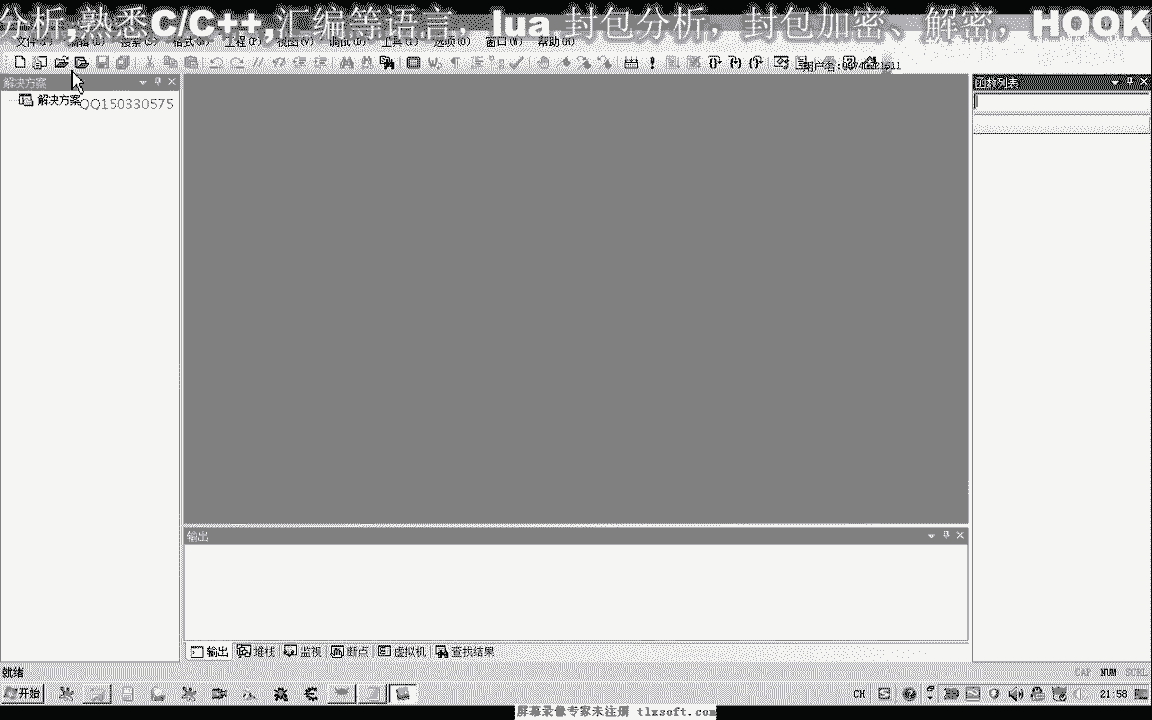 分析,熟悉C/C++,汇编等语言，lua 封包分析，封包加密、解密，HOOK
文件(F) 编辑(E) 搜索(S) 格式(M) 工程(P) 视图(V) 调试(D) 工具(T) 选项(O) 窗口(W) 帮助(H)
解决方案
函数列表
解决方案
QQ150330575
输出
输出 堆栈 监视 断点 虚拟机 查找结果
就绪
CAP NUM SCRL
开始
CH
21:58
屏幕录像专家未注册 tlxsoft.com